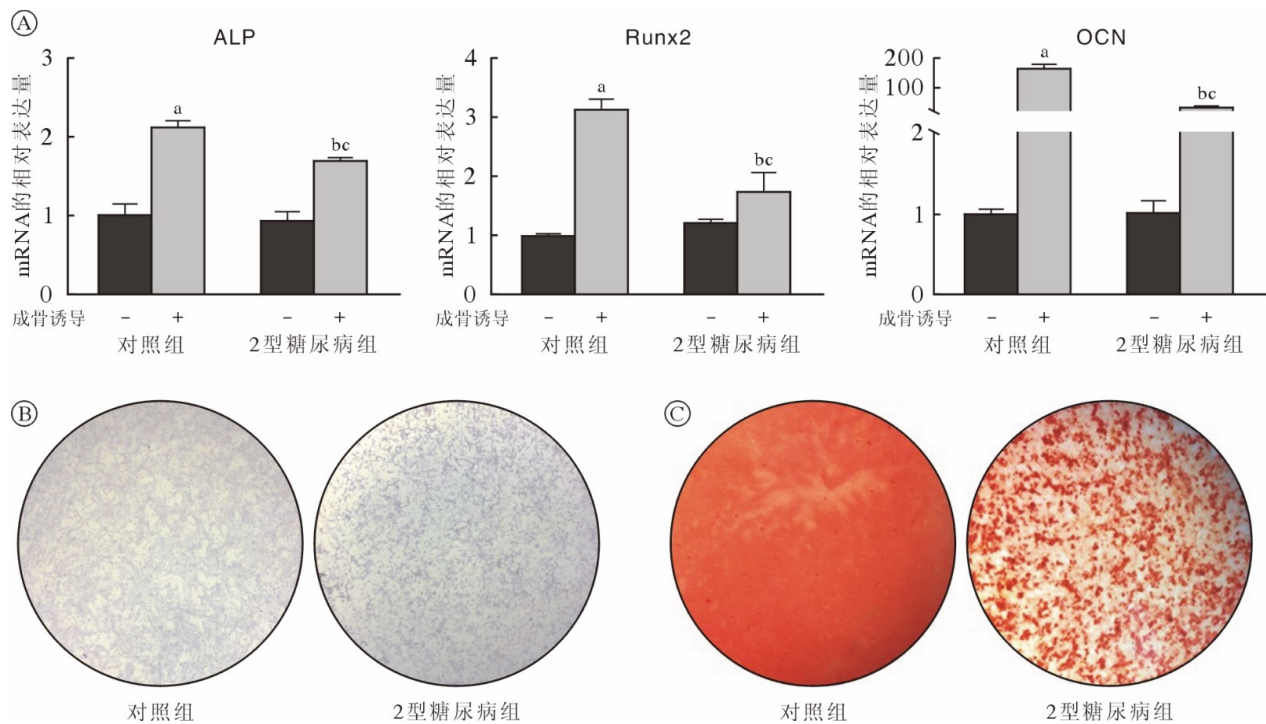 A
ALP
mRNA的相对表达量
3
2
1
0
成骨诱导 − + − +
对照组 2型糖尿病组
a
bc
Runx2
mRNA的相对表达量
4
3
2
1
0
成骨诱导 − + − +
对照组 2型糖尿病组
a
bc
OCN
mRNA的相对表达量
200
100
2
1
0
成骨诱导 − + − +
对照组 2型糖尿病组
a
bc
B
对照组 2型糖尿病组
C
对照组 2型糖尿病组